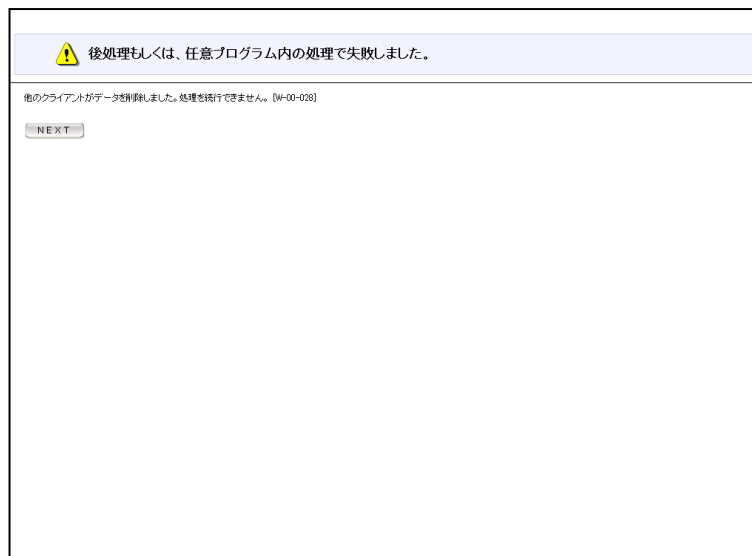 後処理もしくは、任意プログラム内の処理で失敗しました。
他のクライアントがデータを削除しました。処理を続行できません。[W-00-028]
NEXT